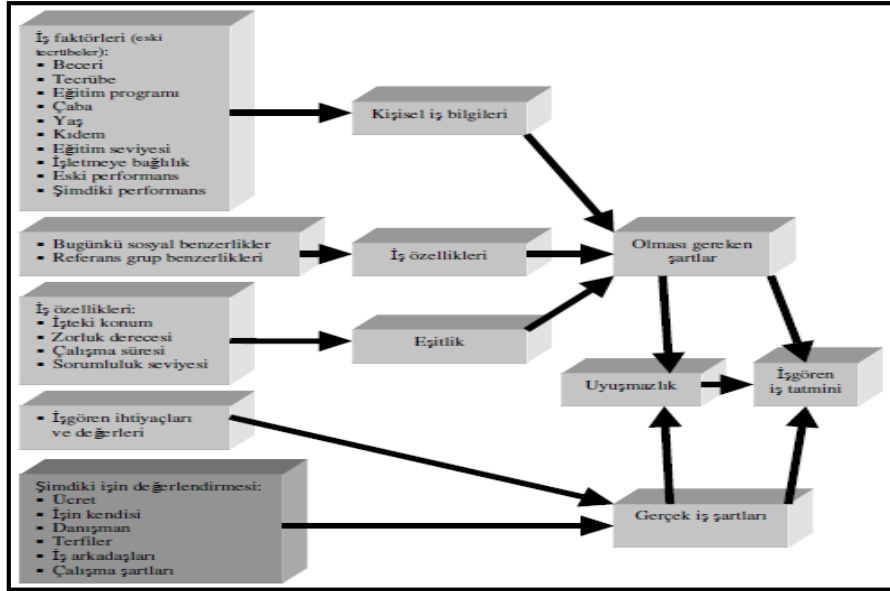 İş faktörleri (eski
tecrübeler):
▪ Beceri
▪ Tecrübe
▪ Eğitim programı
▪ Çaba
▪ Yaş
▪ Kıdem
▪ Eğitim seviyesi
▪ İşletmeye bağlılık
▪ Eski performans
▪ Şimdiki performans
Kişisel iş bilgileri
▪ Bugünkü sosyal benzerlikler
▪ Referans grup benzerlikleri
İş özellikleri
Olması gereken
şartlar
İş özellikleri:
▪ İşteki konum
▪ Zorluk derecesi
▪ Çalışma süresi
▪ Sorumluluk seviyesi
Eşitlik
Uyuşmazlık
İşgören
iş tatmini
▪ İşgören ihtiyaçları
ve değerleri
Şimdiki işin değerlendirmesi:
▪ Ücret
▪ İşin kendisi
▪ Danışman
▪ Terfiler
▪ İş arkadaşları
▪ Çalışma şartları
Gerçek iş şartları